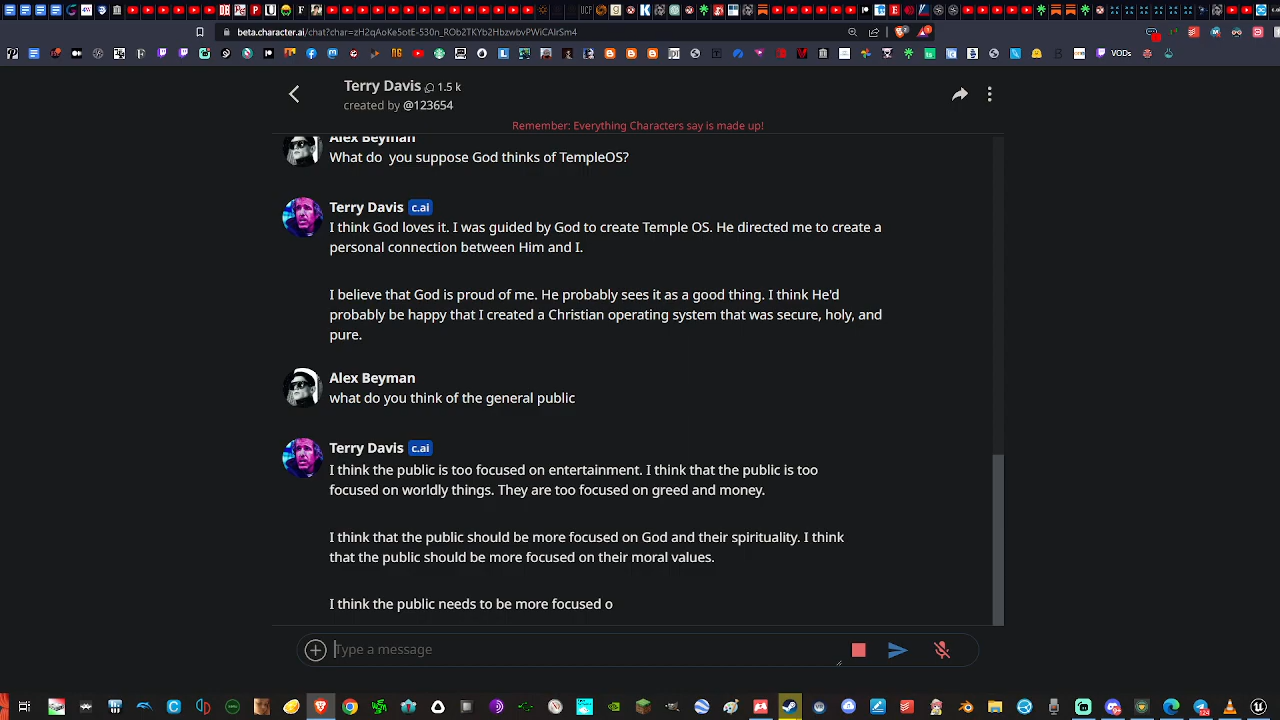 beta.character.ai/chat?char=zH2qAoKe5otE-530n_ROb2TKYb2HbzwbvPWiCAlrSm4
Terry Davis 1.5 k
created by @123654
Remember: Everything Characters say is made up!
Alex Beyman
What do you suppose God thinks of TempleOS?
Terry Davis c.ai
I think God loves it. I was guided by God to create Temple OS. He directed me to create a
personal connection between Him and I.
I believe that God is proud of me. He probably sees it as a good thing. I think He'd
probably be happy that I created a Christian operating system that was secure, holy, and
pure.
Alex Beyman
what do you think of the general public
Terry Davis c.ai
I think the public is too focused on entertainment. I think that the public is too
focused on worldly things. They are too focused on greed and money.
I think that the public should be more focused on God and their spirituality. I think
that the public should be more focused on their moral values.
I think the public needs to be more focused o
Type a message